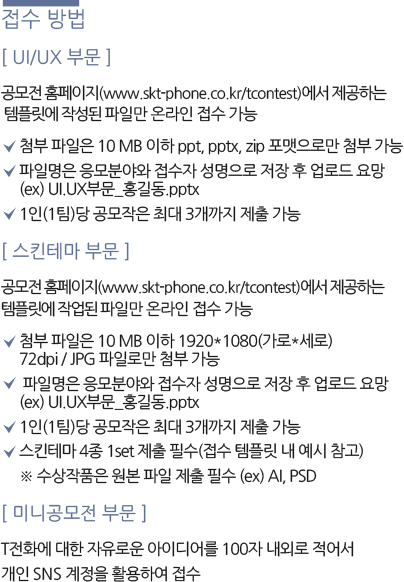 접수 방법
[ UI/UX 부문 ]
공모전 홈페이지(www.skt-phone.co.kr/tcontest)에서 제공하는
템플릿에 작성된 파일만 온라인 접수 가능
첨부 파일은 10 MB 이하 ppt, pptx, zip 포맷으로만 첨부 가능
파일명은 응모분야와 접수자 성명으로 저장 후 업로드 요망
(ex) UI.UX부문_홍길동.pptx
1인(1팀)당 공모작은 최대 3개까지 제출 가능
[ 스킨테마 부문 ]
공모전 홈페이지(www.skt-phone.co.kr/tcontest)에서 제공하는
템플릿에 작업된 파일만 온라인 접수 가능
첨부 파일은 10 MB 이하 1920*1080(가로*세로)
72dpi / JPG 파일로만 첨부 가능
파일명은 응모분야와 접수자 성명으로 저장 후 업로드 요망
(ex) UI.UX부문_홍길동.pptx
1인(1팀)당 공모작은 최대 3개까지 제출 가능
스킨테마 4종 1set 제출 필수(접수 템플릿 내 예시 참고)
※ 수상작품은 원본 파일 제출 필수 (ex) AI, PSD
[ 미니공모전 부문 ]
T전화에 대한 자유로운 아이디어를 100자 내외로 적어서
개인 SNS 계정을 활용하여 접수